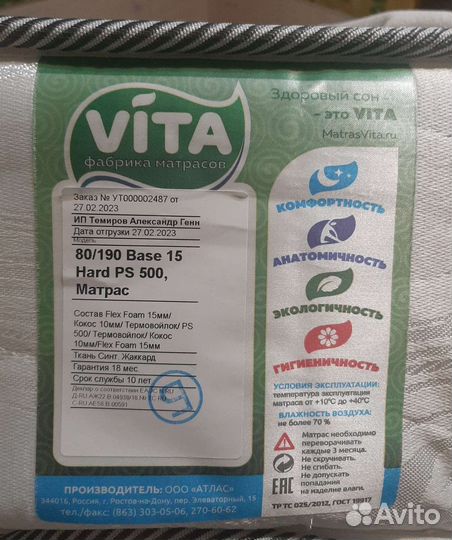 ViTA
фабрика матрасов
Здоровый сон -
- это ViTA
MatrasVita.ru
Заказ № УТ000002487 от
27.02.2023
ИП Темиров Александр Генн
Дата отгрузки 27.02.2023
Модель
80/190 Base 15
Hard PS 500,
Матрас
Состав Flex Foam 15мм/
Кокос 10мм/ Термовойлок/ PS
500/ Термовойлок/ Кокос
10мм/Flex Foam 15мм
Ткань Синт. Жаккард
Гарантия 18 мес
Срок службы 10 лет
КОМФОРТНОСТЬ
АНАТОМИЧНОСТЬ
ЭКОЛОГИЧНОСТЬ
ГИГИЕНИЧНОСТЬ
УСЛОВИЯ ЭКСПЛУАТАЦИИ:
температура эксплуатации
матраса от +10°С до +40°С
ВЛАЖНОСТЬ ВОЗДУХА:
не более 70 %
Матрас необходимо
переворачивать
каждые 3 месяца.
Не скручивать.
Не сгибать.
Не допускать
попадания
на изделие влаги.
ЕАС
ТР ТС 025/2012, ГОСТ 19917
ПРОИЗВОДИТЕЛЬ: ООО «АТЛАС»
344016, Россия, г. Ростов-на-Дону, пер. Элеваторный, 15
тел./факс: (863) 303-05-06, 270-60-62
Avito